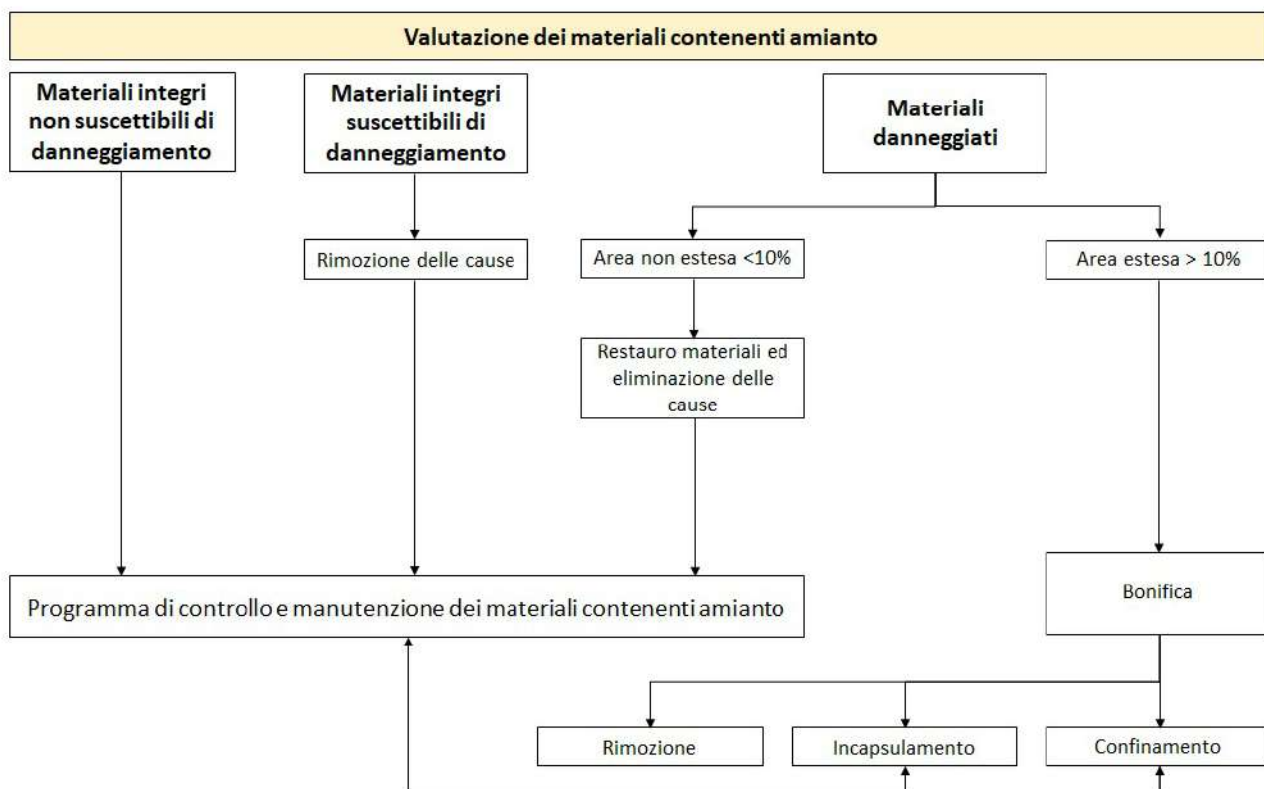 Valutazione dei materiali contenenti amianto
Materiali integri
non suscettibili di
danneggiamento
Materiali integri
suscettibili di
danneggiamento
Materiali
danneggiati
Rimozione delle cause
Area non estesa <10%
Area estesa > 10%
Restauro materiali ed
eliminazione delle
cause
Programma di controllo e manutenzione dei materiali contenenti amianto
Bonifica
Rimozione
Incapsulamento
Confinamento